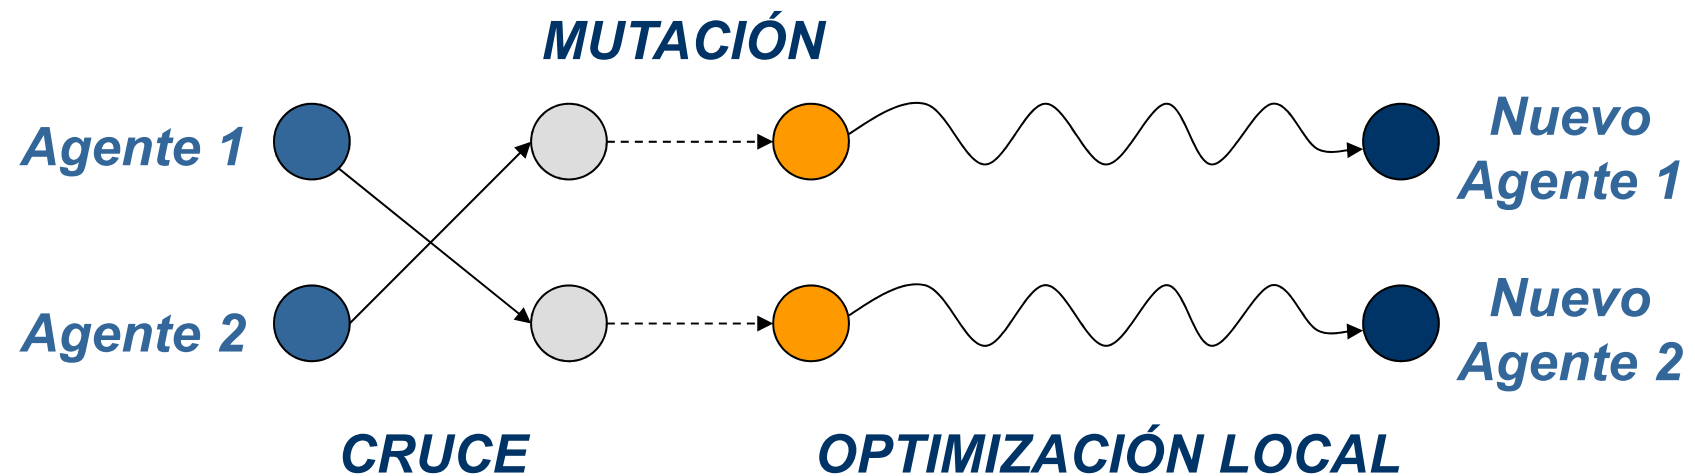 MUTACIÓN
Agente 1
Nuevo
Agente 1
Agente 2
Nuevo
Agente 2
CRUCE
OPTIMIZACIÓN LOCAL